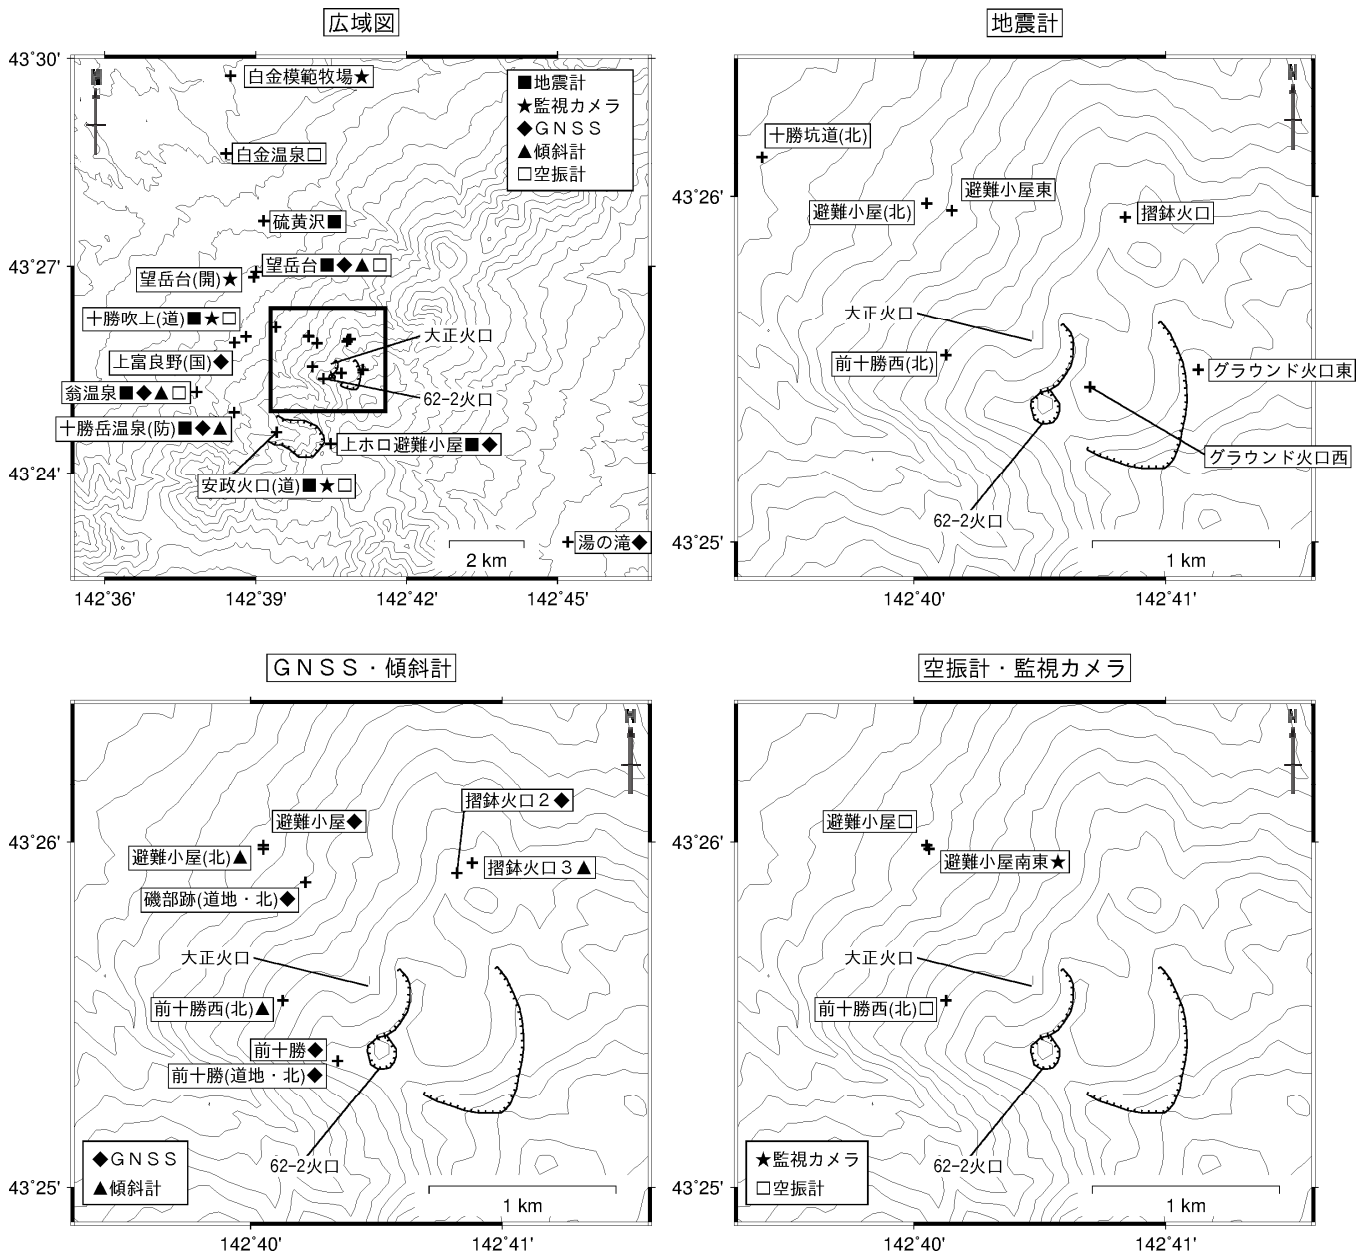 広域図
43°30'
43°27'
43°24'
142°36'
142°39'
142°42'
142°45'
N
白金模範牧場★
■地震計
★監視カメラ
◆GNSS
▲傾斜計
□空振計
白金温泉□
硫黄沢■
望岳台■◆▲□
望岳台(開)★
十勝吹上(道)■★□
大正火口
上富良野(国)◆
翁温泉■◆▲□
62-2火口
十勝岳温泉(防)■◆▲
上ホロ避難小屋■◆
安政火口(道)■★□
湯の滝◆
2 km
地震計
43°26'
43°25'
142°40'
142°41'
N
十勝坑道(北)
避難小屋東
避難小屋(北)
摺鉢火口
大正火口
前十勝西(北)
グラウンド火口東
グラウンド火口西
62-2火口
1 km
GNSS・傾斜計
43°26'
43°25'
142°40'
142°41'
N
摺鉢火口2◆
避難小屋◆
避難小屋(北)▲
摺鉢火口3▲
磯部跡(道地・北)◆
大正火口
前十勝西(北)▲
前十勝◆
前十勝(道地・北)◆
62-2火口
◆GNSS
▲傾斜計
1 km
空振計・監視カメラ
43°26'
43°25'
142°40'
142°41'
N
避難小屋□
避難小屋南東★
大正火口
前十勝西(北)□
62-2火口
★監視カメラ
□空振計
1 km